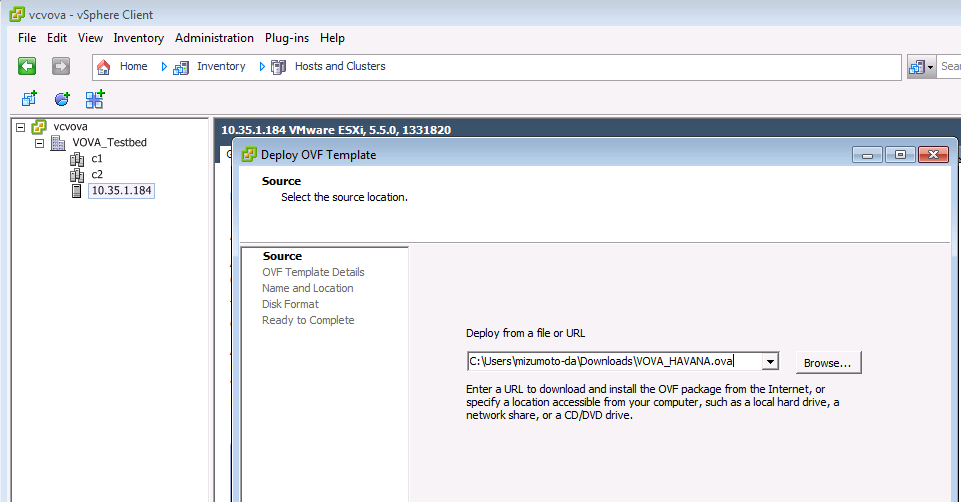 vcvova - vSphere Client
File Edit View Inventory Administration Plug-ins Help
Home Inventory Hosts and Clusters
vcvova
VOVA_Testbed
c1
c2
10.35.1.184
10.35.1.184 VMware ESXi, 5.5.0, 1331820
Deploy OVF Template
Source
Select the source location.
Source
OVF Template Details
Name and Location
Disk Format
Ready to Complete
Deploy from a file or URL
C:\Users\mizumoto-da\Downloads\VOVA_HAVANA.ova
Browse...
Enter a URL to download and install the OVF package from the Internet, or
specify a location accessible from your computer, such as a local hard drive, a
network share, or a CD/DVD drive.